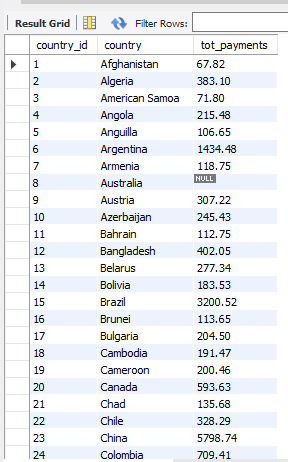 Result Grid Filter Rows:
country_id country tot_payments
1 Afghanistan 67.82
2 Algeria 383.10
3 American Samoa 71.80
4 Angola 215.48
5 Anguilla 106.65
6 Argentina 1434.48
7 Armenia 118.75
8 Australia NULL
9 Austria 307.22
10 Azerbaijan 245.43
11 Bahrain 112.75
12 Bangladesh 402.05
13 Belarus 277.34
14 Bolivia 183.53
15 Brazil 3200.52
16 Brunei 113.65
17 Bulgaria 204.50
18 Cambodia 191.47
19 Cameroon 200.46
20 Canada 593.63
21 Chad 135.68
22 Chile 328.29
23 China 5798.74
24 Colombia 709.41